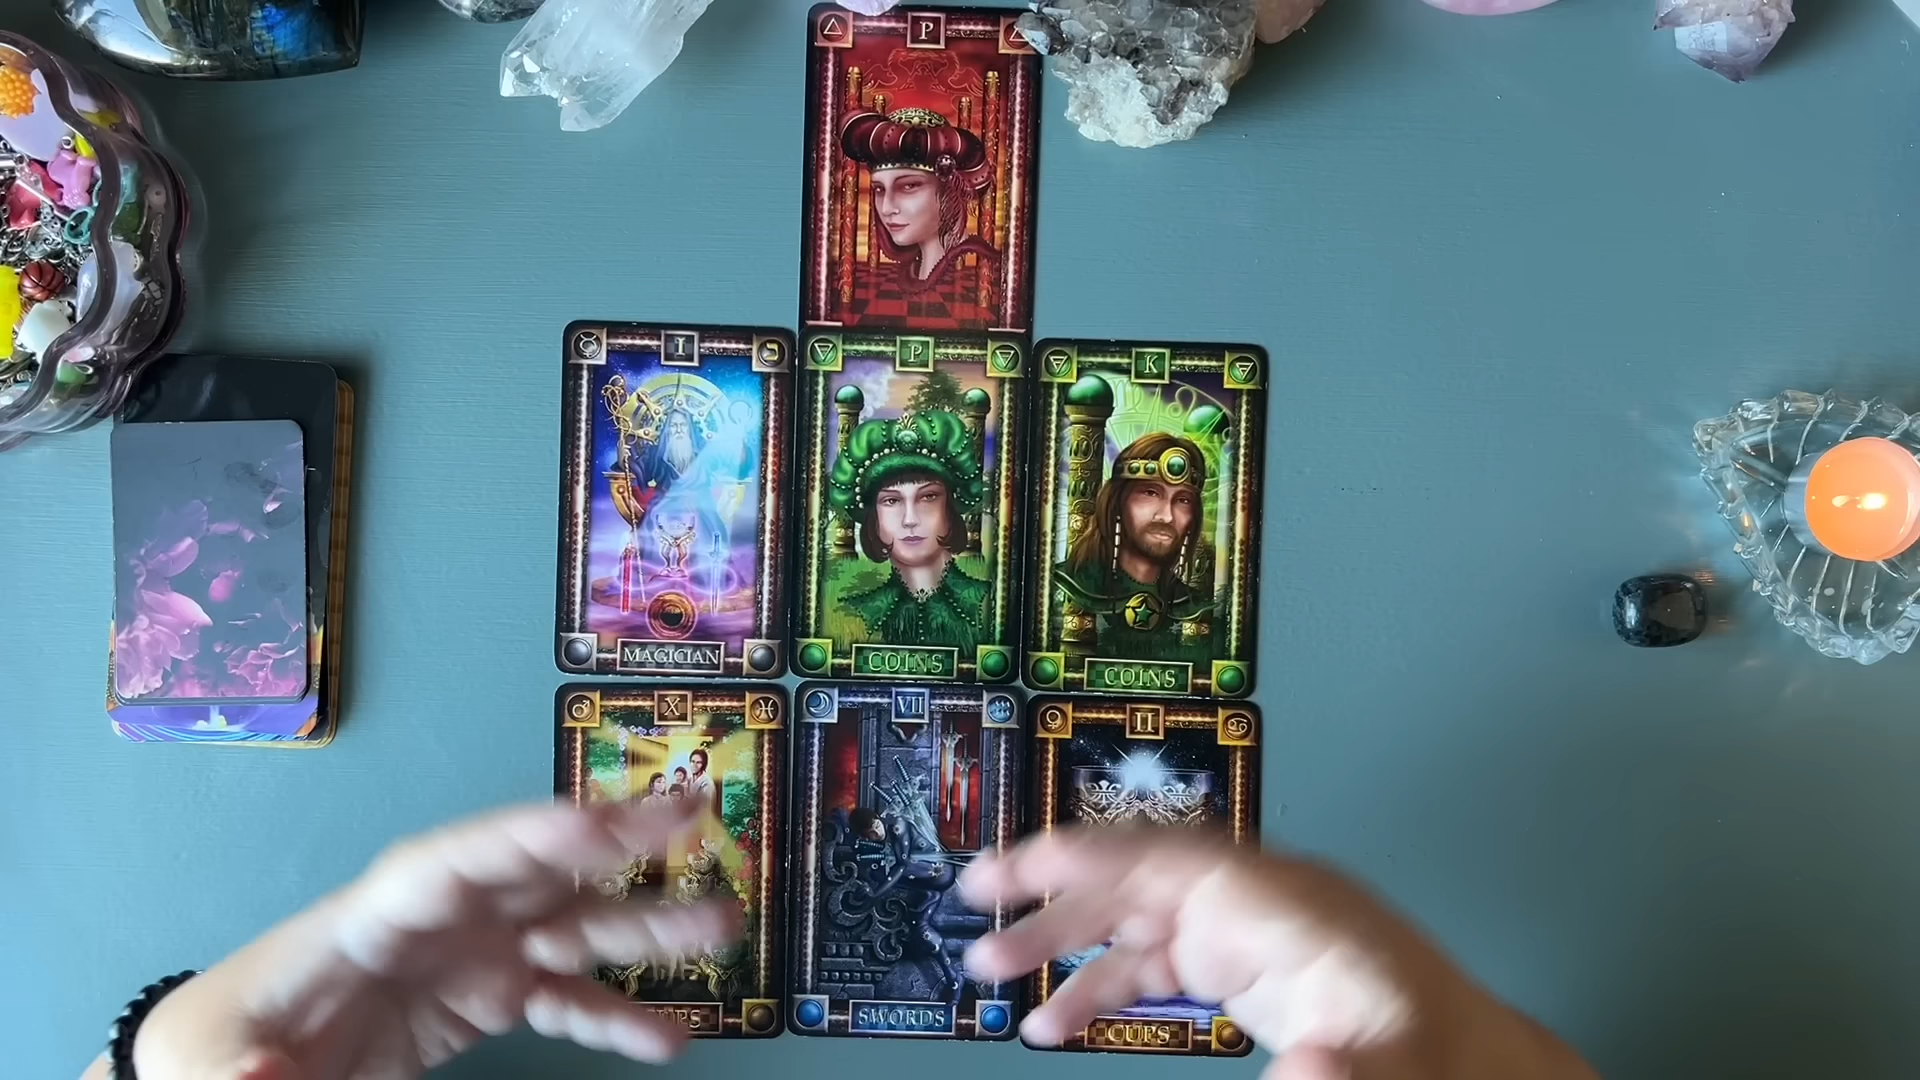 P
I
P
K
MAGICIAN
COINS
COINS
X
VII
II
SWORDS
CUPS